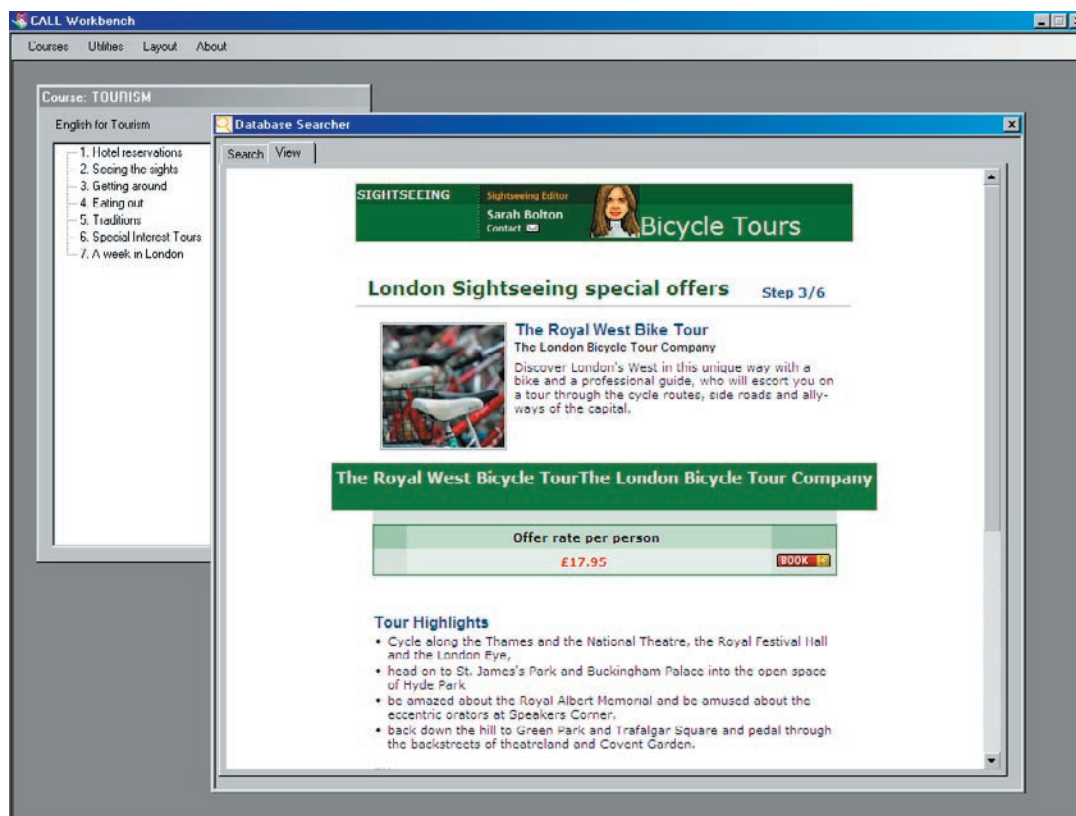 CALL Workbench
Courses Utilities Layout About
Course: TOURISM
English for Tourism
1. Hotel reservations
2. Seeing the sights
3. Getting around
4. Eating out
5. Traditions
6. Special Interest Tours
7. A week in London
Database Searcher
Search View
SIGHTSEEING
Sightseeing Editor
Sarah Bolton
Contact
Bicycle Tours
London Sightseeing special offers Step 3/6
The Royal West Bike Tour
The London Bicycle Tour Company
Discover London's West in this unique way with a
bike and a professional guide, who will escort you on
a tour through the cycle routes, side roads and ally-
ways of the capital.
The Royal West Bicycle TourThe London Bicycle Tour Company
Offer rate per person
£17.95 BOOK
Tour Highlights
• Cycle along the Thames and the National Theatre, the Royal Festival Hall
and the London Eye,
• head on to St. James's Park and Buckingham Palace into the open space
of Hyde Park
• be amazed about the Royal Albert Memorial and be amused about the
eccentric orators at Speakers Corner.
• back down the hill to Green Park and Trafalgar Square and pedal through
the backstreets of theatreland and Covent Garden.